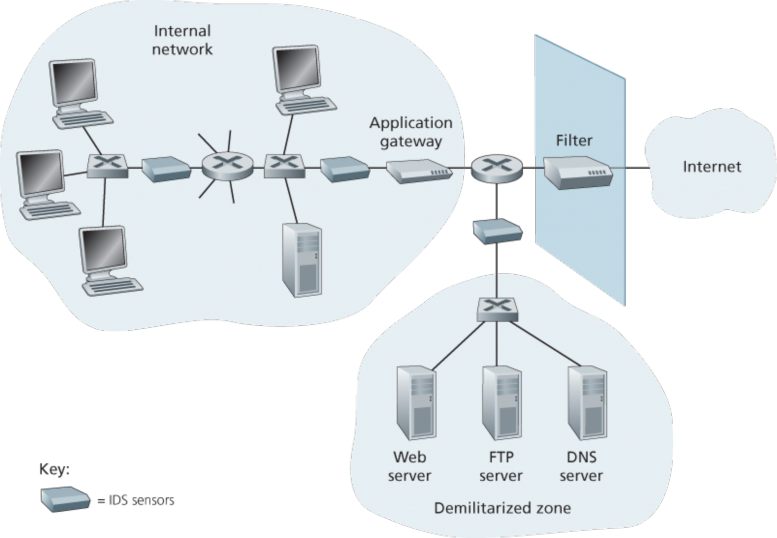 Internal
network
Application
gateway
Filter
Internet
Web
server
FTP
server
DNS
server
Demilitarized zone
Key:
= IDS sensors